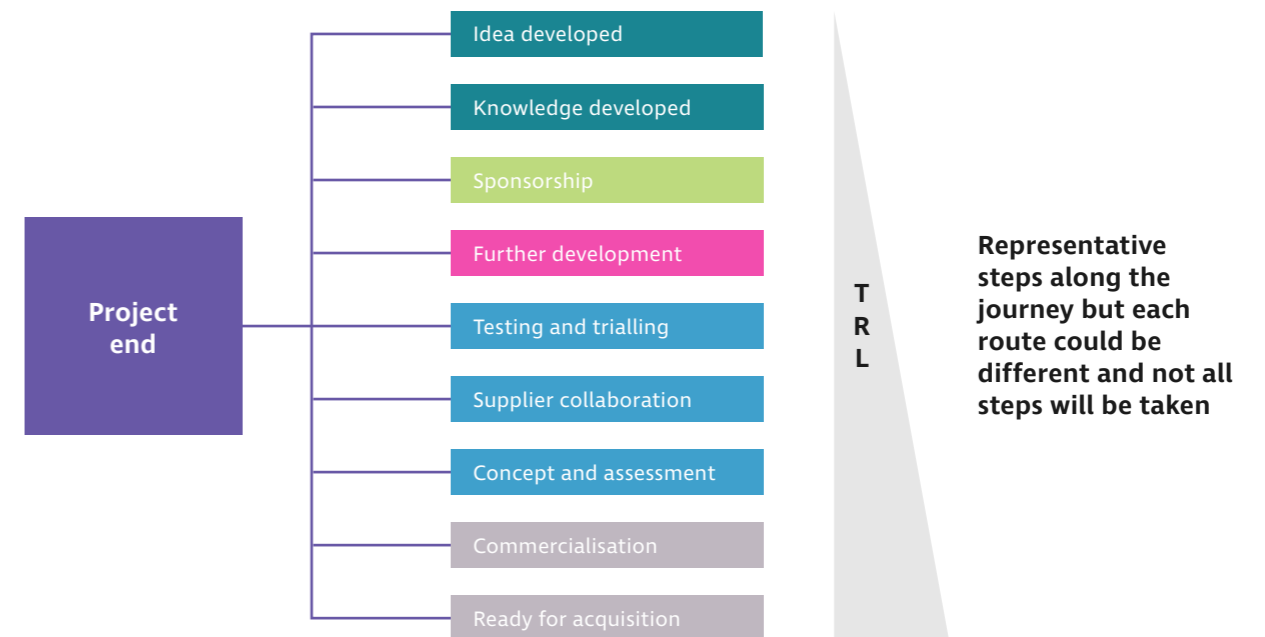 Idea developed
Knowledge developed
Sponsorship
Further development
Project
end
Testing and trialling
Supplier collaboration
Concept and assessment
Commercialisation
Ready for acquisition
T
R
L
Representative
steps along the
journey but each
route could be
different and not all
steps will be taken